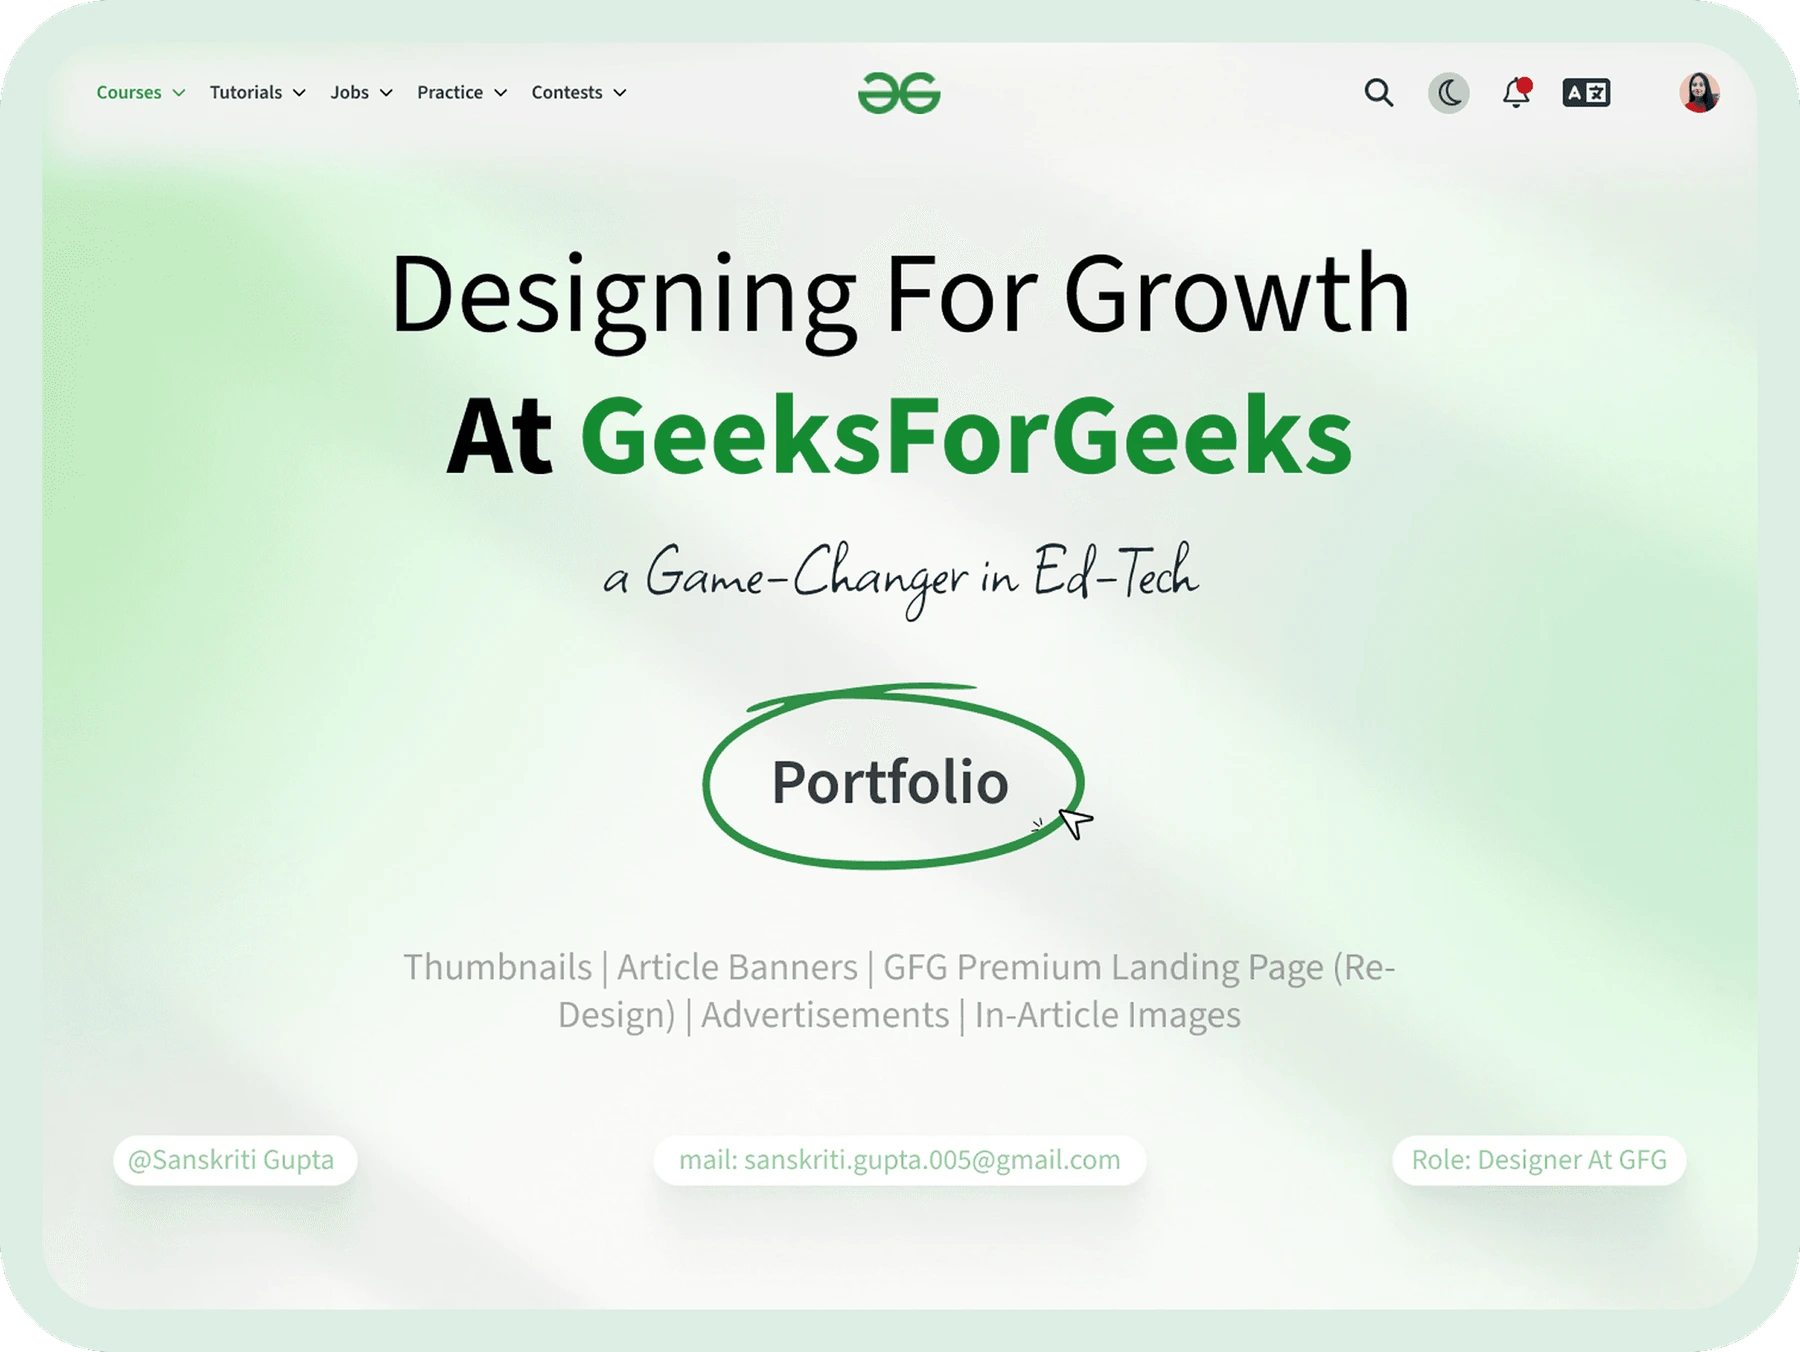 Courses
Tutorials
Jobs
Practice
Contests
A 文
Designing For Growth
At GeeksForGeeks
a Game-Changer in Ed-Tech
Portfolio
Thumbnails | Article Banners | GFG Premium Landing Page (Re-
Design) | Advertisements | In-Article Images
@Sanskriti Gupta
mail: sanskriti.gupta.005@gmail.com
Role: Designer At GFG